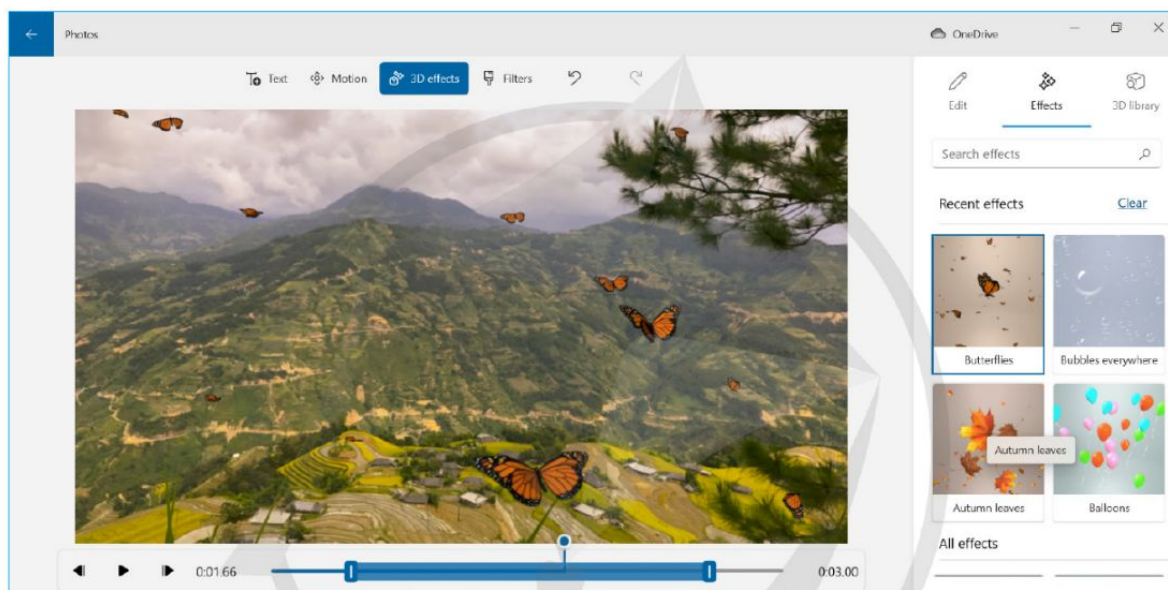 Photos
OneDrive
Text Motion 3D effects Filters
Edit Effects 3D library
Search effects
Recent effects Clear
Butterflies Bubbles everywhere
Autumn leaves
Autumn leaves Balloons
All effects
0:01.66 0:03.00